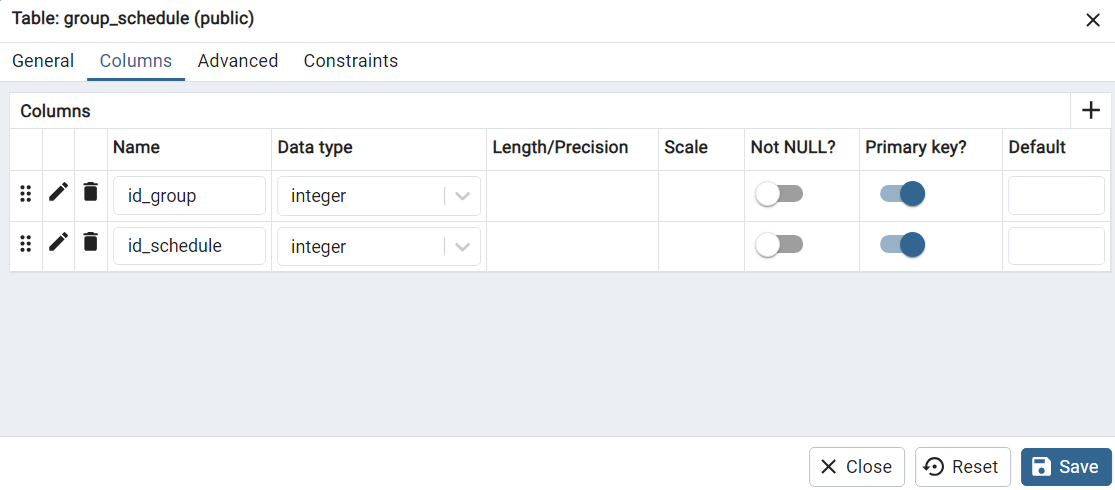 Table: group_schedule (public)
General Columns Advanced Constraints
Columns
Name Data type Length/Precision Scale Not NULL? Primary key? Default
id_group integer
id_schedule integer
Close Reset Save